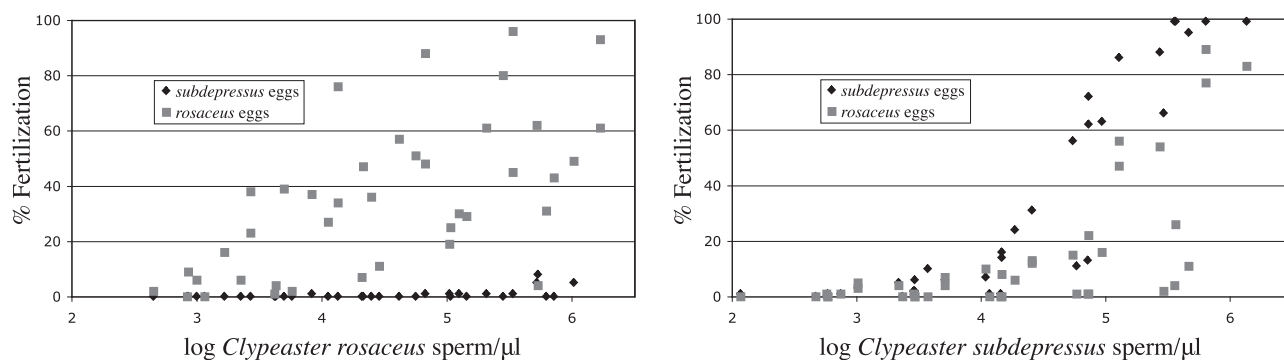 100
80
60
40
20
0
% Fertilization
subdepressus eggs
rosaceus eggs
2 3 4 5 6
log Clypeaster rosaceus sperm/µl
100
80
60
40
20
0
% Fertilization
subdepressus eggs
rosaceus eggs
2 3 4 5 6
log Clypeaster subdepressus sperm/µl